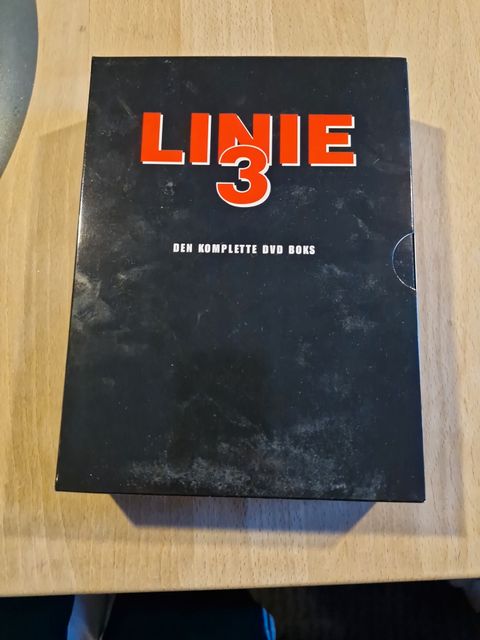 LINIE
3
DEN KOMPLETTE DVD BOKS